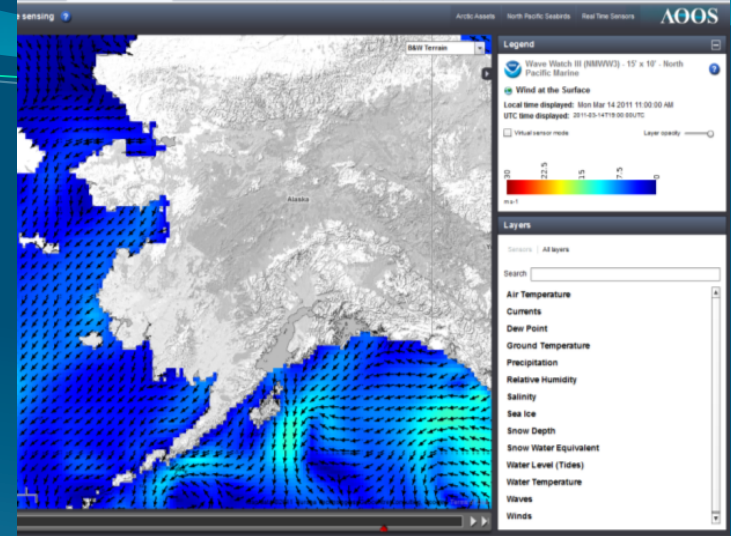 e sensing ?
Arctic Assets North Pacific Seabirds Real Time Sensors AOOS
B&W Terrain
Alaska
Legend
Wave Watch III (NMWW3) - 15' x 10' - North
Pacific Marine
?
Wind at the Surface
Local time displayed: Mon Mar 14 2011 11:00:00 AM
UTC time displayed: 2011-03-14T19:00:00UTC
Virtual sensor mode Layer opacity
30 22.5 15 7.5 0
ms-1
Layers
Sensors | All layers
Search
Air Temperature
Currents
Dew Point
Ground Temperature
Precipitation
Relative Humidity
Salinity
Sea Ice
Snow Depth
Snow Water Equivalent
Water Level (Tides)
Water Temperature
Waves
Winds